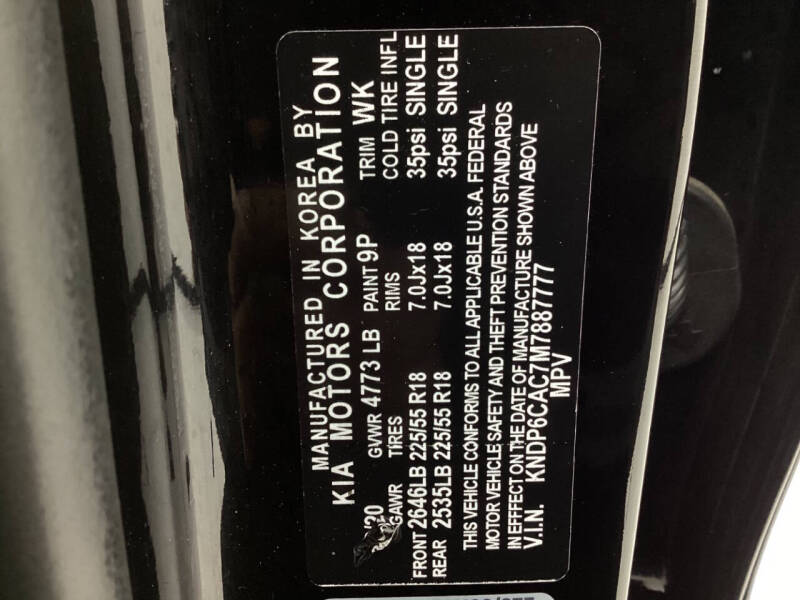 MANUFACTURED IN KOREA BY
KIA MOTORS CORPORATION
/20 GVWR 4773 LB PAINT 9P TRIM WK
GAWR TIRES RIMS COLD TIRE INFL
FRONT 2646LB 225/55 R18 7.0Jx18 35psi SINGLE
REAR 2535LB 225/55 R18 7.0Jx18 35psi SINGLE
THIS VEHICLE CONFORMS TO ALL APPLICABLE U.S.A. FEDERAL
MOTOR VEHICLE SAFETY AND THEFT PREVENTION STANDARDS
IN EFFECT ON THE DATE OF MANUFACTURE SHOWN ABOVE
V.I.N. KNDP6CAC7M7887777
MPV